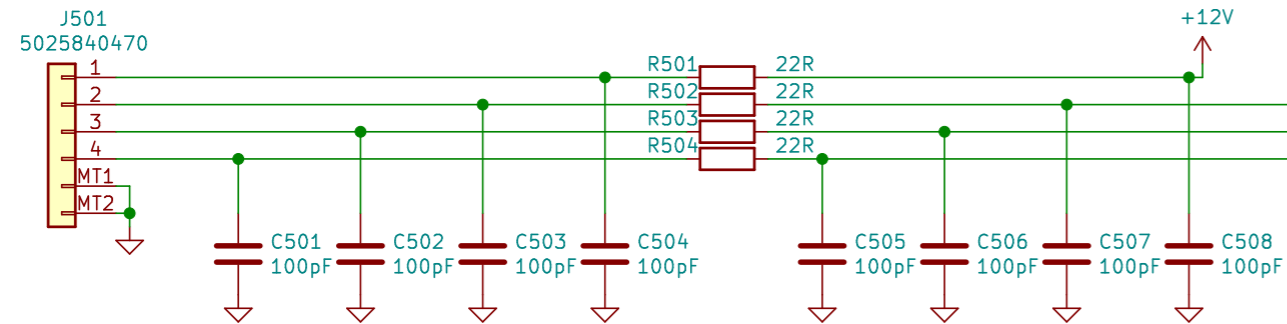 J501
5025840470
+12V
1
R501
22R
2
R502
22R
3
R503
22R
4
R504
22R
MT1
MT2
C501
100pF
C502
100pF
C503
100pF
C504
100pF
C505
100pF
C506
100pF
C507
100pF
C508
100pF